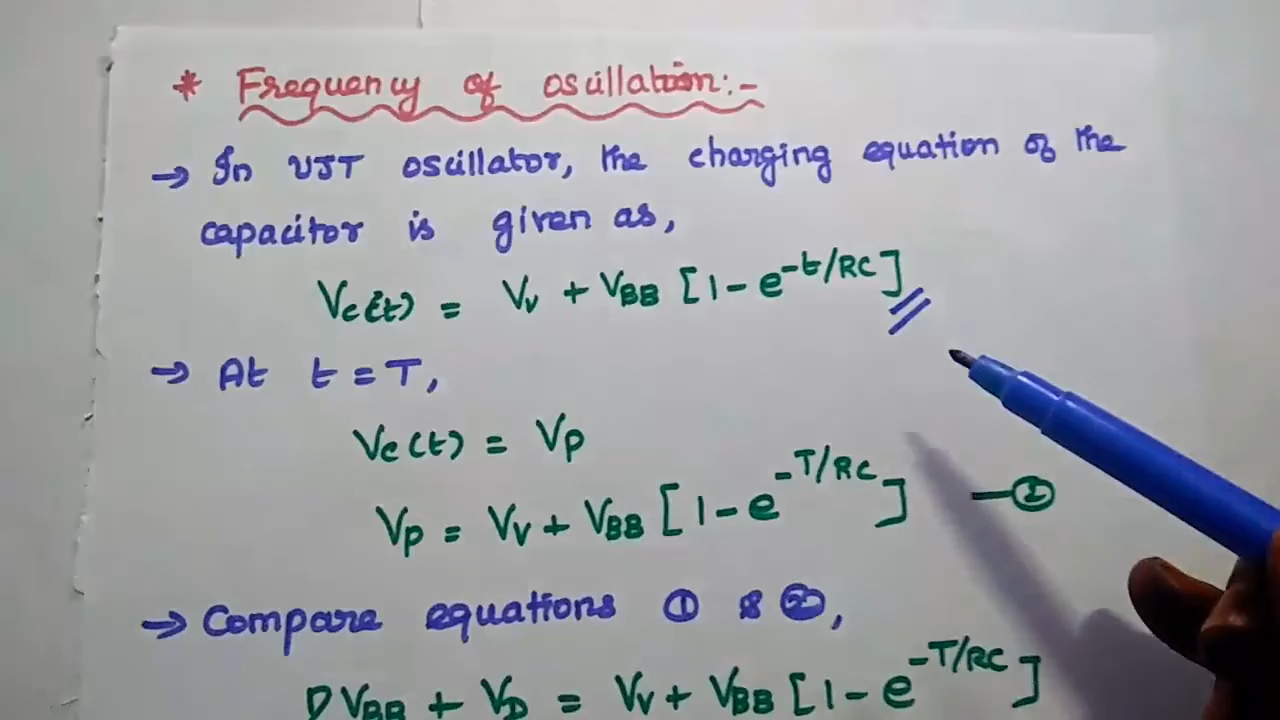 * Frequency of oscillation:-
→ In UJT oscillator, the charging equation of the
capacitor is given as,
Vc(t) = Vv + VBB [1 - e^-t/RC]
→ At t = T,
Vc(t) = Vp
Vp = Vv + VBB [1 - e^-T/RC] —②
→ Compare equations ① & ②,
ηVBB + VD = Vv + VBB [1 - e^-T/RC]